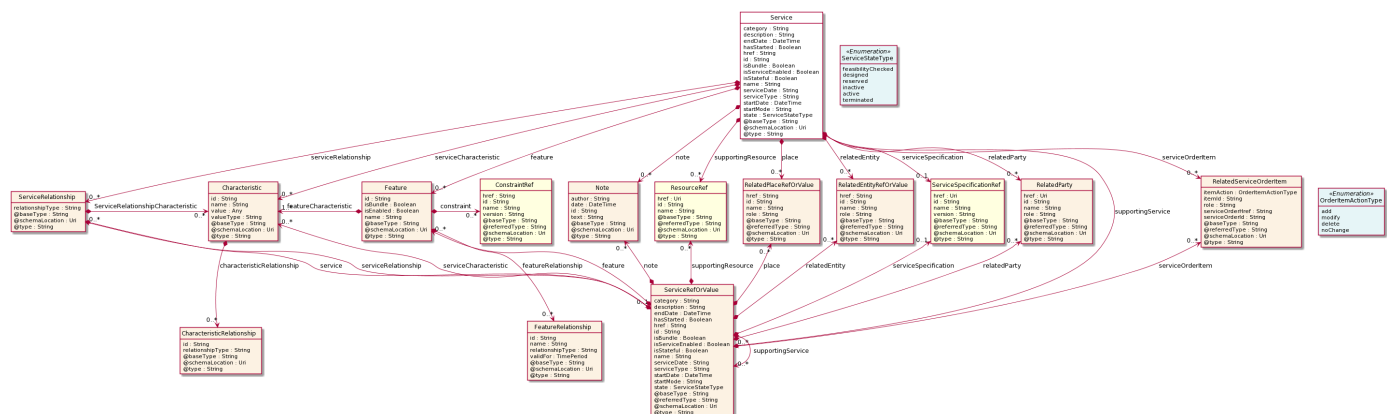 Service
category : String
description : String
endDate : DateTime
hasStarted : Boolean
href : String
id : String
isBundle : Boolean
isServiceEnabled : Boolean
isStateful : Boolean
name : String
serviceDate : String
serviceType : String
startDate : DateTime
startMode : String
state : ServiceStateType
@baseType : String
@schemaLocation : Uri
@type : String
«Enumeration»
ServiceStateType
feasibilityChecked
designed
reserved
inactive
active
terminated
serviceRelationship
serviceCharacteristic
feature
note
supportingResource
place
relatedEntity
serviceSpecification
relatedParty
serviceOrderItem
supportingService
ServiceRelationship
relationshipType : String
@baseType : String
@schemaLocation : Uri
@type : String
ServiceRelationshipCharacteristic
Characteristic
id : String
name : String
value : Any
valueType : String
@baseType : String
@schemaLocation : Uri
@type : String
featureCharacteristic
Feature
id : String
isBundle : Boolean
isEnabled : Boolean
name : String
@baseType : String
@schemaLocation : Uri
@type : String
constraint
ConstraintRef
href : String
id : String
name : String
version : String
@baseType : String
@referredType : String
@schemaLocation : Uri
@type : String
Note
author : String
date : DateTime
id : String
text : String
@baseType : String
@schemaLocation : Uri
@type : String
ResourceRef
href : Uri
id : String
name : String
@baseType : String
@referredType : String
@schemaLocation : Uri
@type : String
RelatedPlaceRefOrValue
href : String
id : String
name : String
role : String
@baseType : String
@referredType : String
@schemaLocation : Uri
@type : String
RelatedEntityRefOrValue
href : String
id : String
name : String
role : String
@baseType : String
@referredType : String
@schemaLocation : Uri
@type : String
ServiceSpecificationRef
href : Uri
id : String
name : String
version : String
@baseType : String
@referredType : String
@schemaLocation : Uri
@type : String
RelatedParty
href : Uri
id : String
name : String
role : String
@baseType : String
@referredType : String
@schemaLocation : Uri
@type : String
RelatedServiceOrderItem
itemAction : OrderItemActionType
itemId : String
role : String
serviceOrderHref : String
serviceOrderId : String
@baseType : String
@referredType : String
@schemaLocation : Uri
@type : String
«Enumeration»
OrderItemActionType
add
modify
delete
noChange
characteristicRelationship
service
serviceRelationship
serviceCharacteristic
featureRelationship
feature
note
supportingResource
place
relatedEntity
serviceSpecification
relatedParty
serviceOrderItem
CharacteristicRelationship
id : String
relationshipType : String
@baseType : String
@schemaLocation : Uri
@type : String
FeatureRelationship
id : String
name : String
relationshipType : String
validFor : TimePeriod
@baseType : String
@schemaLocation : Uri
@type : String
ServiceRefOrValue
category : String
description : String
endDate : DateTime
hasStarted : Boolean
href : String
id : String
isBundle : Boolean
isServiceEnabled : Boolean
isStateful : Boolean
name : String
serviceDate : String
serviceType : String
startDate : DateTime
startMode : String
state : ServiceStateType
@baseType : String
@referredType : String
@schemaLocation : Uri
@type : String
supportingService